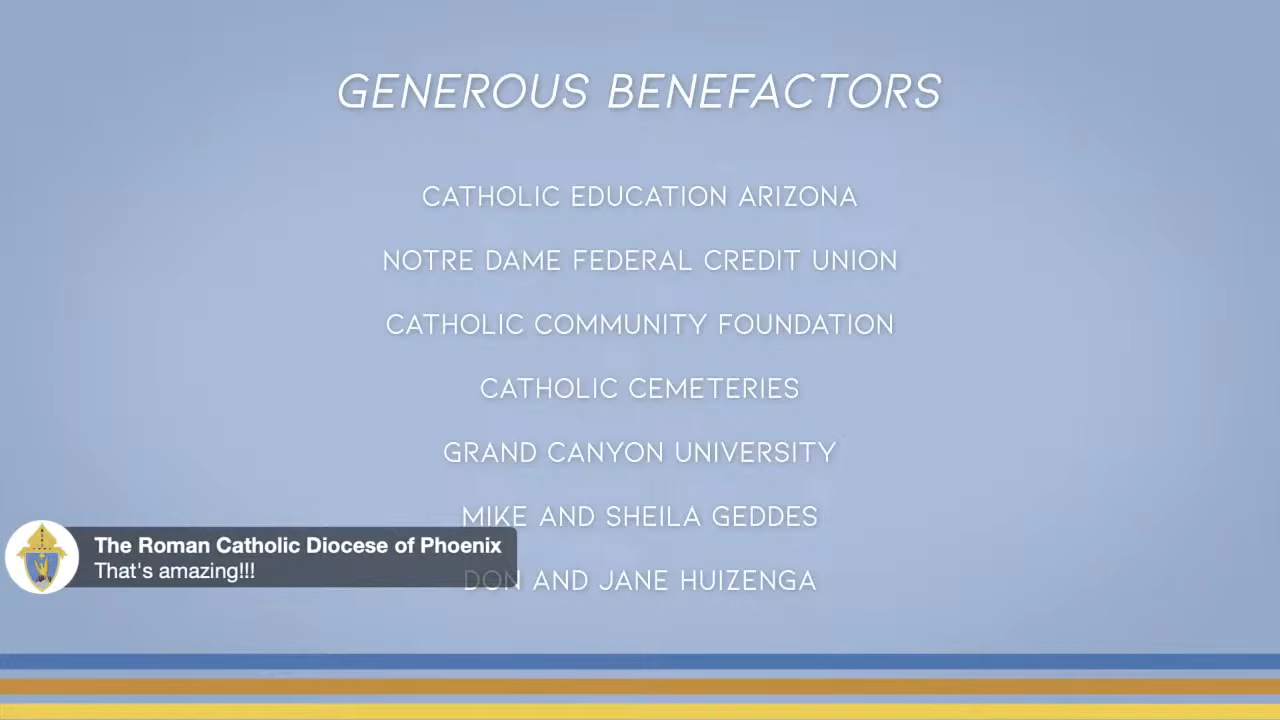 GENEROUS BENEFACTORS
CATHOLIC EDUCATION ARIZONA
NOTRE DAME FEDERAL CREDIT UNION
CATHOLIC COMMUNITY FOUNDATION
CATHOLIC CEMETERIES
GRAND CANYON UNIVERSITY
MIKE AND SHEILA GEDDES
The Roman Catholic Diocese of Phoenix
That's amazing!!!
DON AND JANE HUIZENGA